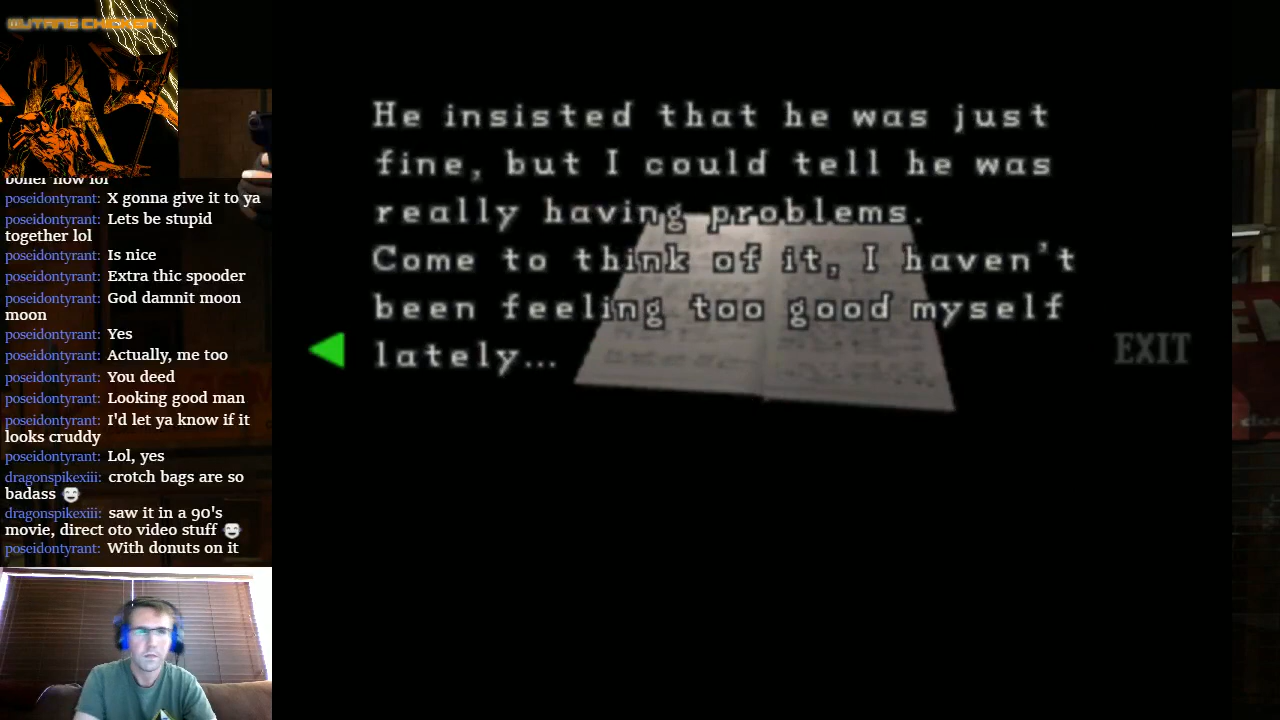 WUTANG CHICKEN
boiler now lol
poseidontyrant: X gonna give it to ya
poseidontyrant: Lets be stupid
together lol
poseidontyrant: Is nice
poseidontyrant: Extra thic spooder
poseidontyrant: God damnit moon
moon
poseidontyrant: Yes
poseidontyrant: Actually, me too
poseidontyrant: You deed
poseidontyrant: Looking good man
poseidontyrant: I'd let ya know if it
looks cruddy
poseidontyrant: Lol, yes
dragonspikexiii: crotch bags are so
badass
dragonspikexiii: saw it in a 90's
movie, direct oto video stuff
poseidontyrant: With donuts on it
He insisted that he was just
fine, but I could tell he was
really having problems.
Come to think of it, I haven't
been feeling too good myself
lately...
EXIT